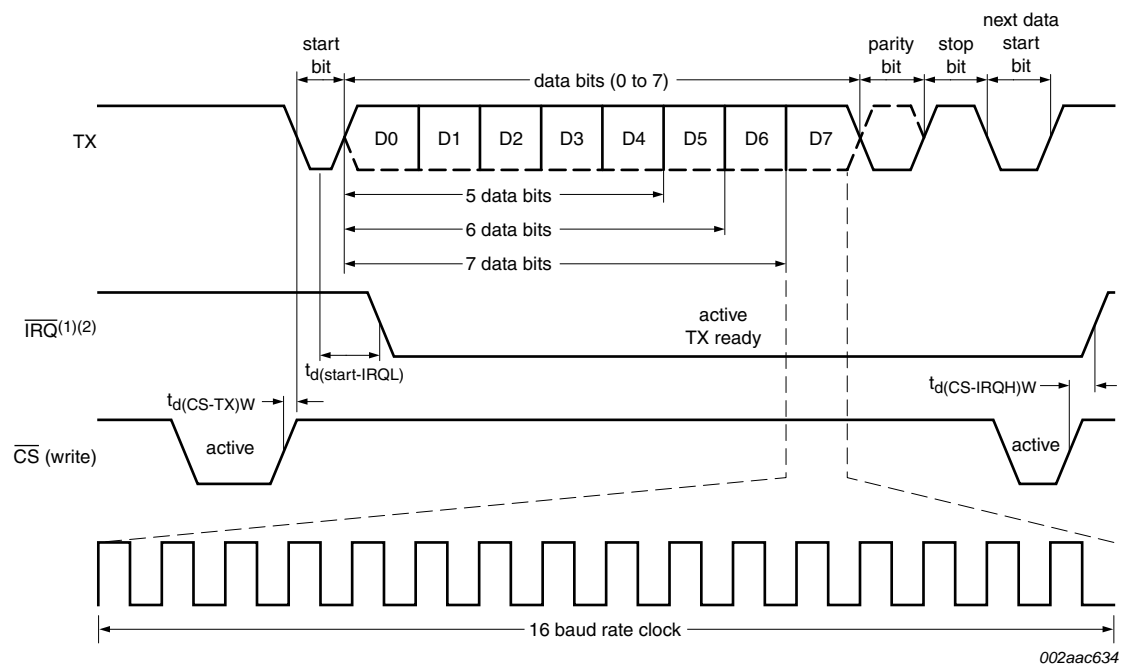 start
bit
data bits (0 to 7)
parity
bit
stop
bit
next data
start
bit
TX
D0 D1 D2 D3 D4 D5 D6 D7
5 data bits
6 data bits
7 data bits
IRQ(1)(2)
active
TX ready
td(start-IRQL)
td(CS-TX)W
td(CS-IRQH)W
CS (write)
active
active
16 baud rate clock
002aac634